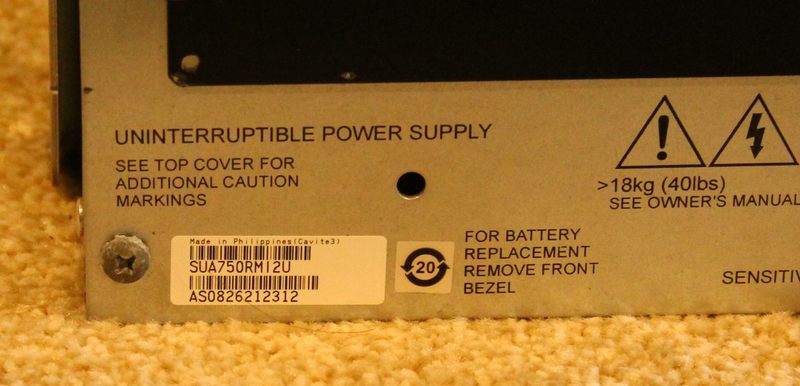 UNINTERRUPTIBLE POWER SUPPLY
SEE TOP COVER FOR
ADDITIONAL CAUTION
MARKINGS
>18kg (40lbs)
SEE OWNER'S MANUAL
Made in Philippines(Cavite3)
SUA750RMI2U
AS0826212312
20
FOR BATTERY
REPLACEMENT
REMOVE FRONT
BEZEL